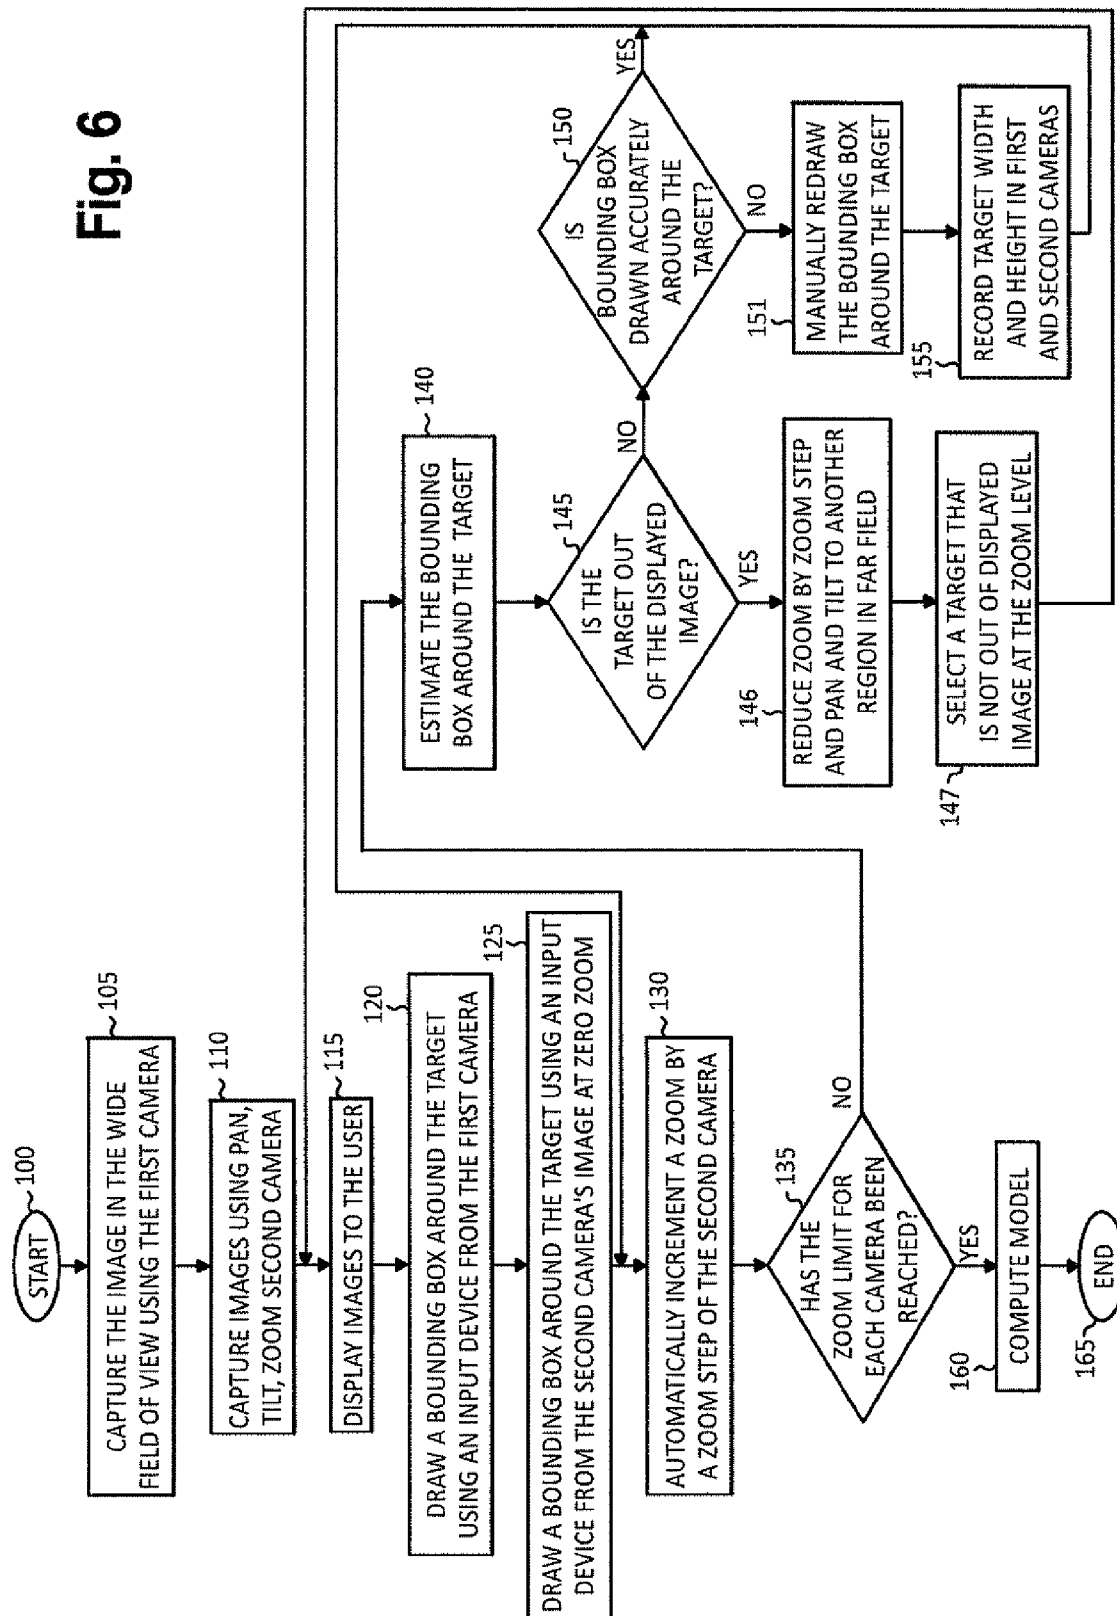 Fig. 6
START
100
CAPTURE THE IMAGE IN THE WIDE
FIELD OF VIEW USING THE FIRST CAMERA
105
CAPTURE IMAGES USING PAN,
TILT, ZOOM SECOND CAMERA
110
DISPLAY IMAGES TO THE USER
115
DRAW A BOUNDING BOX AROUND THE TARGET
USING AN INPUT DEVICE FROM THE FIRST CAMERA
120
DRAW A BOUNDING BOX AROUND THE TARGET USING AN INPUT
DEVICE FROM THE SECOND CAMERA'S IMAGE AT ZERO ZOOM
125
AUTOMATICALLY INCREMENT A ZOOM BY
A ZOOM STEP OF THE SECOND CAMERA
130
HAS THE
ZOOM LIMIT FOR
EACH CAMERA BEEN
REACHED?
135
NO
YES
COMPUTE MODEL
160
END
165
ESTIMATE THE BOUNDING
BOX AROUND THE TARGET
140
IS THE
TARGET OUT
OF THE DISPLAYED
IMAGE?
145
NO
YES
REDUCE ZOOM BY ZOOM STEP
AND PAN AND TILT TO ANOTHER
REGION IN FAR FIELD
146
SELECT A TARGET THAT
IS NOT OUT OF DISPLAYED
IMAGE AT THE ZOOM LEVEL
147
IS
BOUNDING BOX
DRAWN ACCURATELY
AROUND THE
TARGET?
150
YES
NO
MANUALLY REDRAW
THE BOUNDING BOX
AROUND THE TARGET
151
RECORD TARGET WIDTH
AND HEIGHT IN FIRST
AND SECOND CAMERAS
155